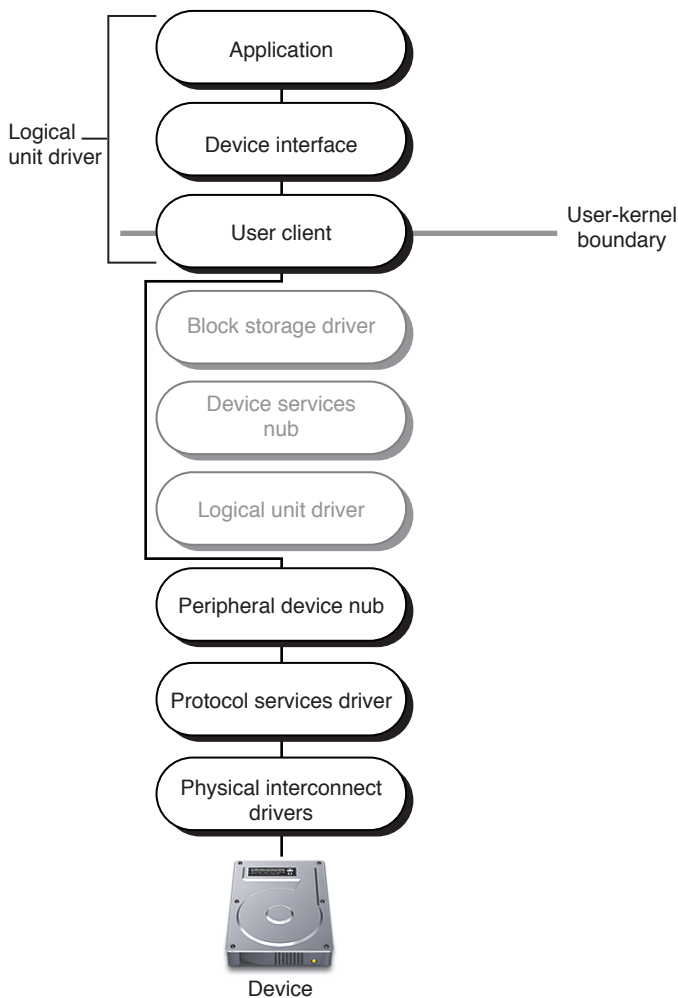 Application
Logical
unit driver
Device interface
User client
User-kernel
boundary
Block storage driver
Device services
nub
Logical unit driver
Peripheral device nub
Protocol services driver
Physical interconnect
drivers
Device